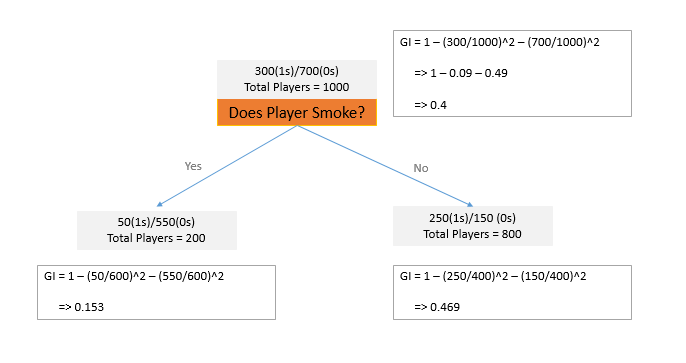 GI = 1 – (300/1000)^2 – (700/1000)^2
=> 1 – 0.09 – 0.49
=> 0.4
300(1s)/700(0s)
Total Players = 1000
Does Player Smoke?
Yes
No
50(1s)/550(0s)
Total Players = 200
250(1s)/150 (0s)
Total Players = 800
GI = 1 – (50/600)^2 – (550/600)^2
=> 0.153
GI = 1 – (250/400)^2 – (150/400)^2
=> 0.469